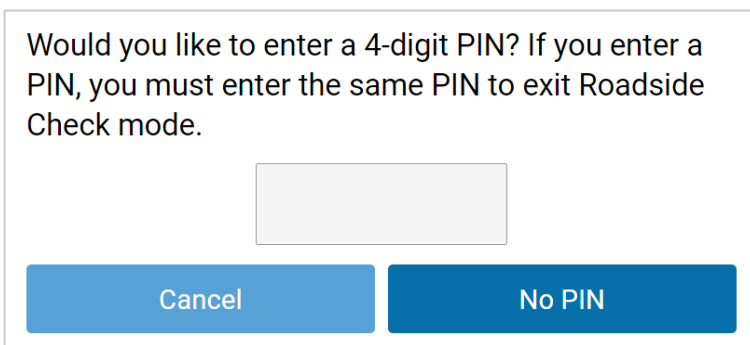 Would you like to enter a 4-digit PIN? If you enter a
PIN, you must enter the same PIN to exit Roadside
Check mode.
Cancel
No PIN